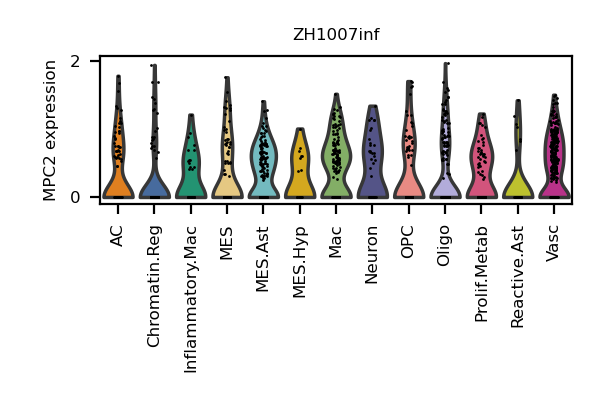 ZH1007inf
MPC2 expression
2
0
AC
Chromatin.Reg
Inflammatory.Mac
MES
MES.Ast
MES.Hyp
Mac
Neuron
OPC
Oligo
Prolif.Metab
Reactive.Ast
Vasc